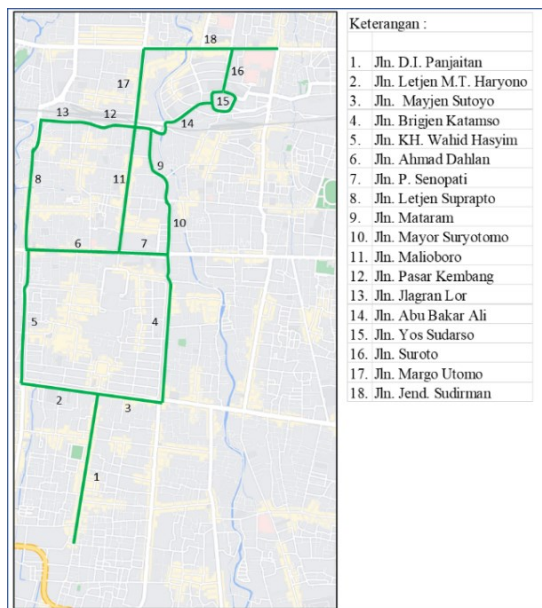 18
17
16
15
13
12
14
9
8
11
10
6
7
5
4
2
3
1
Keterangan :
1. Jln. D.I. Panjaitan
2. Jln. Letjen M.T. Haryono
3. Jln. Mayjen Sutoyo
4. Jln. Brigjen Katamso
5. Jln. KH. Wahid Hasyim
6. Jln. Ahmad Dahlan
7. Jln. P. Senopati
8. Jln. Letjen Suprapto
9. Jln. Mataram
10. Jln. Mayor Suryotomo
11. Jln. Malioboro
12. Jln. Pasar Kembang
13. Jln. Jlagran Lor
14. Jln. Abu Bakar Ali
15. Jln. Yos Sudarso
16. Jln. Suroto
17. Jln. Margo Utomo
18. Jln. Jend. Sudirman